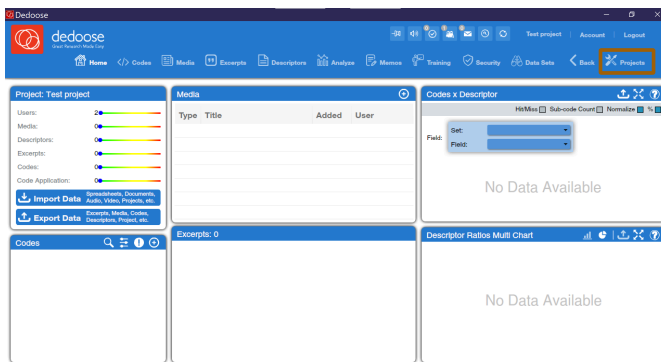 Dedoose
dedoose
Great Research Made Easy
Test project | Account | Logout
Home </> Codes Media Excerpts Descriptors Analyze Memos Training Security Data Sets Back Projects
Project: Test project
Users: 2
Media: 0
Descriptors: 0
Excerpts: 0
Codes: 0
Code Application: 0
Import Data Spreadsheets, Documents, Audio, Video, Projects, etc.
Export Data Excerpts, Media, Codes, Descriptors, Project, etc.
Media
Type Title Added User
Codes x Descriptor
Hit/Miss Sub-code Count Normalize %
Field: Set:
Field:
No Data Available
Codes
Excerpts: 0
Descriptor Ratios Multi Chart
No Data Available